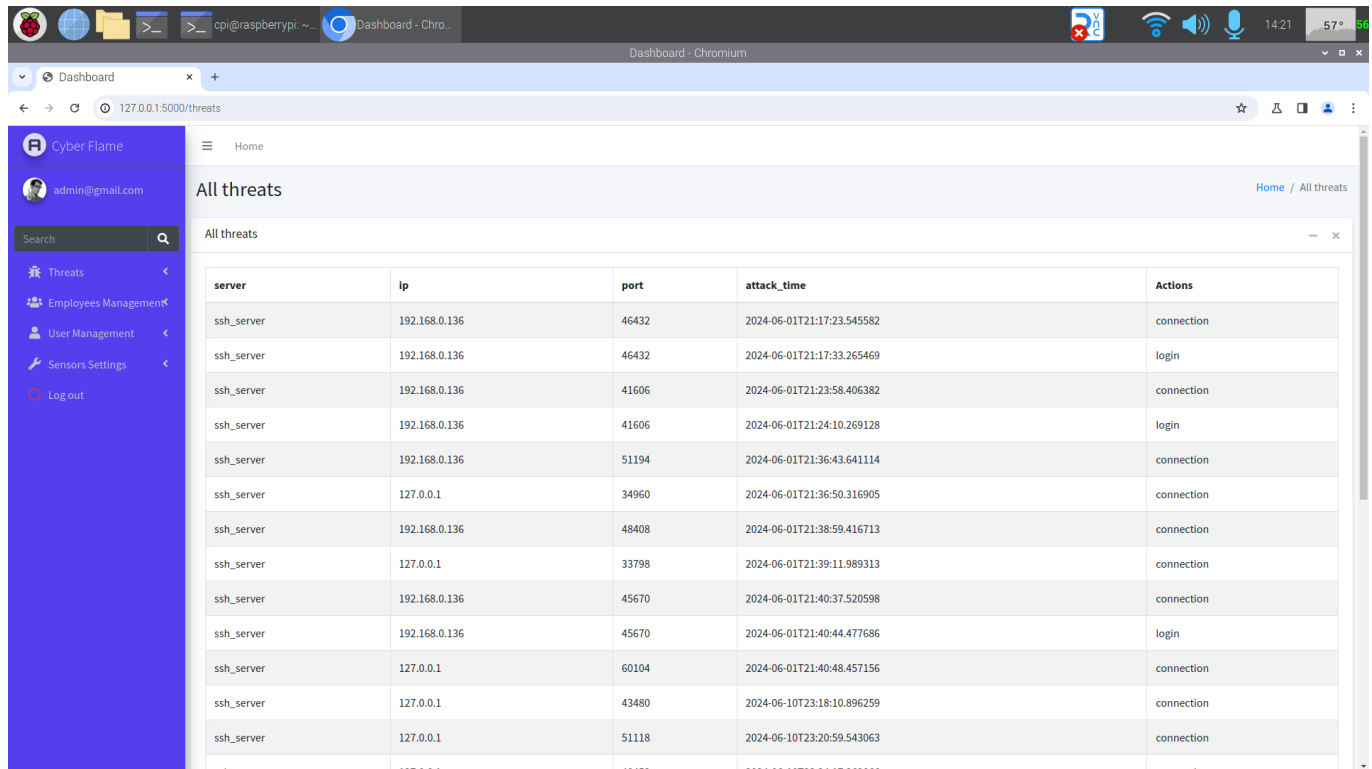 cpi@raspberrypi: ~... Dashboard - Chro... VNC 14:21 57° 56
Dashboard - Chromium
Dashboard
127.0.0.1:5000/threats
Cyber Flame
Home
admin@gmail.com
All threats
Home / All threats
Search
All threats
Threats
Employees Management
User Management
Sensors Settings
Log out
server ip port attack_time Actions
ssh_server 192.168.0.136 46432 2024-06-01T21:17:23.545582 connection
ssh_server 192.168.0.136 46432 2024-06-01T21:17:33.265469 login
ssh_server 192.168.0.136 41606 2024-06-01T21:23:58.406382 connection
ssh_server 192.168.0.136 41606 2024-06-01T21:24:10.269128 login
ssh_server 192.168.0.136 51194 2024-06-01T21:36:43.641114 connection
ssh_server 127.0.0.1 34960 2024-06-01T21:36:50.316905 connection
ssh_server 192.168.0.136 48408 2024-06-01T21:38:59.416713 connection
ssh_server 127.0.0.1 33798 2024-06-01T21:39:11.989313 connection
ssh_server 192.168.0.136 45670 2024-06-01T21:40:37.520598 connection
ssh_server 192.168.0.136 45670 2024-06-01T21:40:44.477686 login
ssh_server 127.0.0.1 60104 2024-06-01T21:40:48.457156 connection
ssh_server 127.0.0.1 43480 2024-06-10T23:18:10.896259 connection
ssh_server 127.0.0.1 51118 2024-06-10T23:20:59.543063 connection